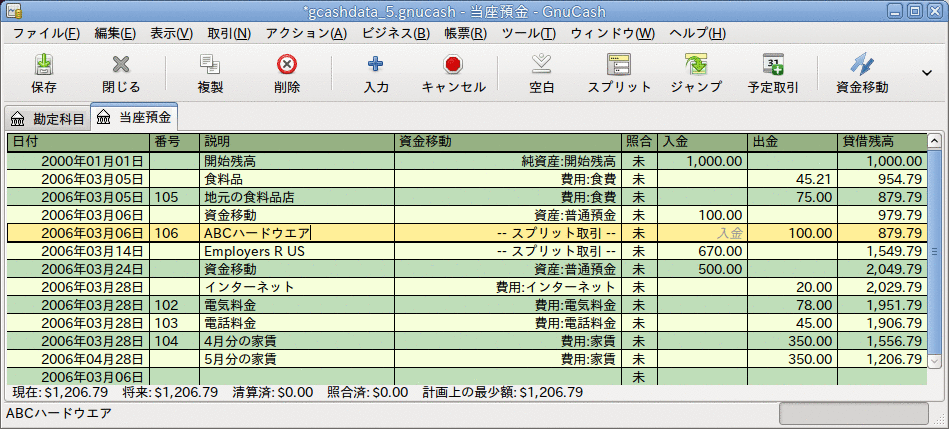 *gcashdata_5.gnucash - 当座預金 - GnuCash
ファイル(F) 編集(E) 表示(V) 取引(N) アクション(A) ビジネス(B) 帳票(R) ツール(T) ウィンドウ(W) ヘルプ(H)
保存 閉じる 複製 削除 入力 キャンセル 空白 スプリット ジャンプ 予定取引 資金移動
勘定科目 当座預金
日付 番号 説明 資金移動 照合 入金 出金 貸借残高
2000年01月01日 開始残高 純資産:開始残高 未 1,000.00 1,000.00
2006年03月05日 食料品 費用:食費 未 45.21 954.79
2006年03月05日 105 地元の食料品店 費用:食費 未 75.00 879.79
2006年03月06日 資金移動 資産:普通預金 未 100.00 979.79
2006年03月06日 106 ABCハードウエア -- スプリット取引 -- 未 入金 100.00 879.79
2006年03月14日 Employers R US -- スプリット取引 -- 未 670.00 1,549.79
2006年03月24日 資金移動 資産:普通預金 未 500.00 2,049.79
2006年03月28日 インターネット 費用:インターネット 未 20.00 2,029.79
2006年03月28日 102 電気料金 費用:電気料金 未 78.00 1,951.79
2006年03月28日 103 電話料金 費用:電話料金 未 45.00 1,906.79
2006年03月28日 104 4月分の家賃 費用:家賃 未 350.00 1,556.79
2006年04月28日 5月分の家賃 費用:家賃 未 350.00 1,206.79
2006年03月06日 未
現在: $1,206.79 将来: $1,206.79 清算済: $0.00 照合済: $0.00 計画上の最少額: $1,206.79
ABCハードウエア